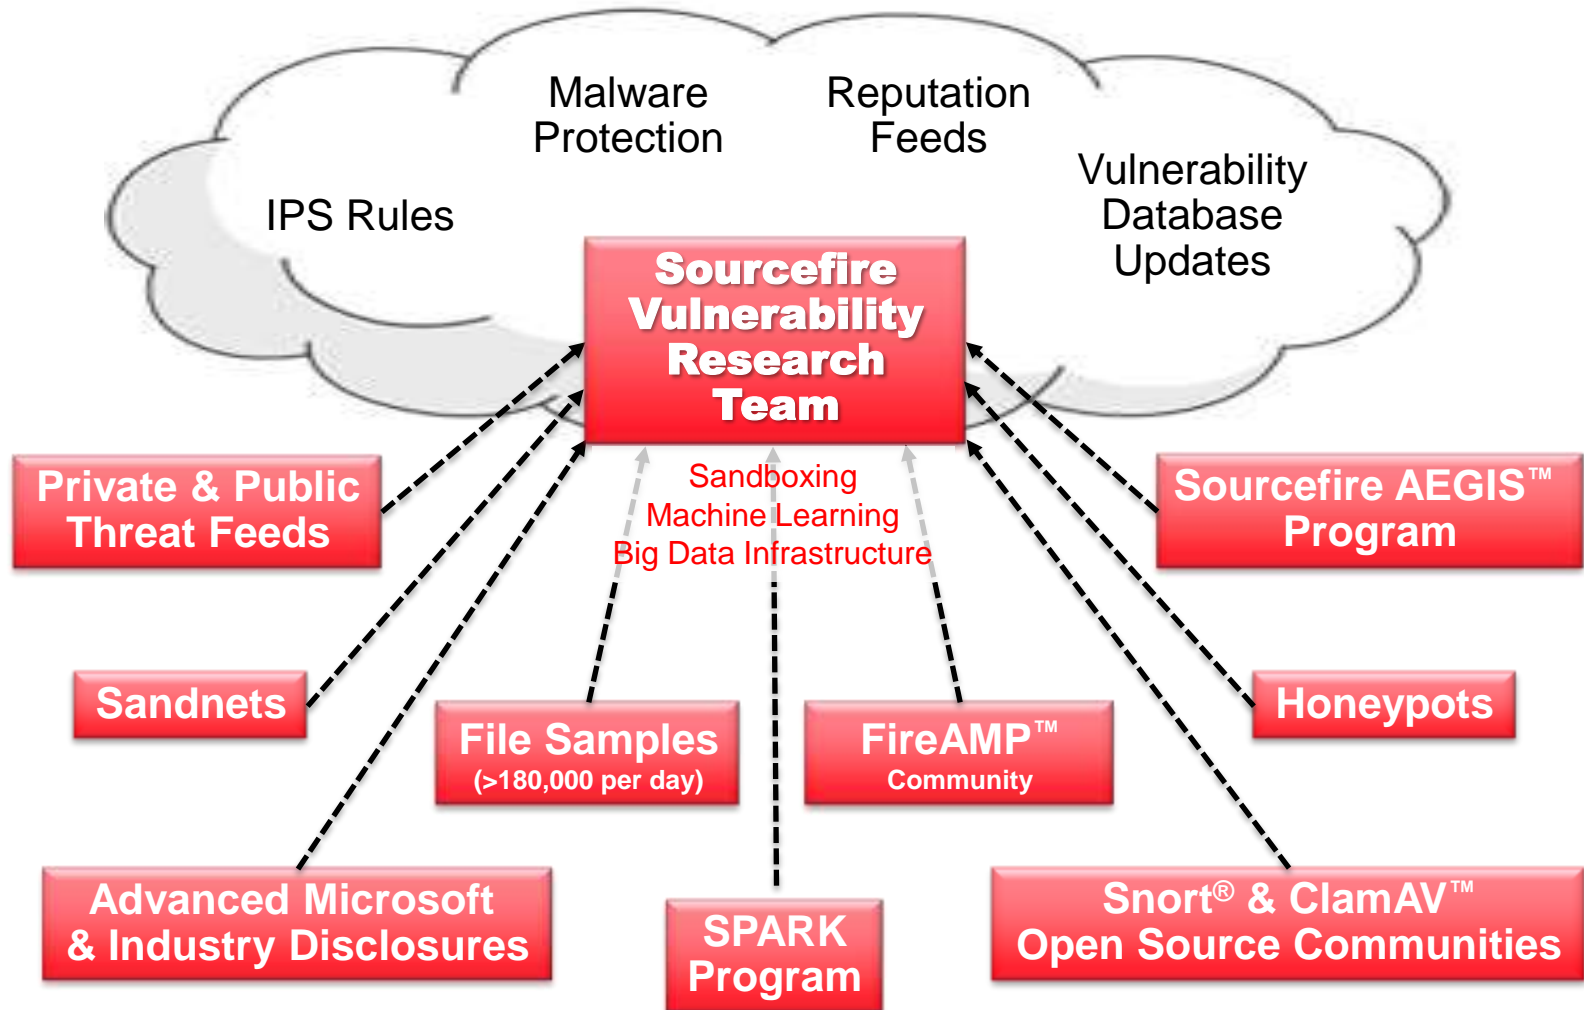 Malware
Protection
Reputation
Feeds
IPS Rules
Vulnerability
Database
Updates
Sourcefire
Vulnerability
Research
Team
Sandboxing
Machine Learning
Big Data Infrastructure
Private & Public
Threat Feeds
Sourcefire AEGIS™
Program
Sandnets
Honeypots
File Samples
(>180,000 per day)
FireAMP™
Community
Advanced Microsoft
& Industry Disclosures
SPARK
Program
Snort® & ClamAV™
Open Source Communities